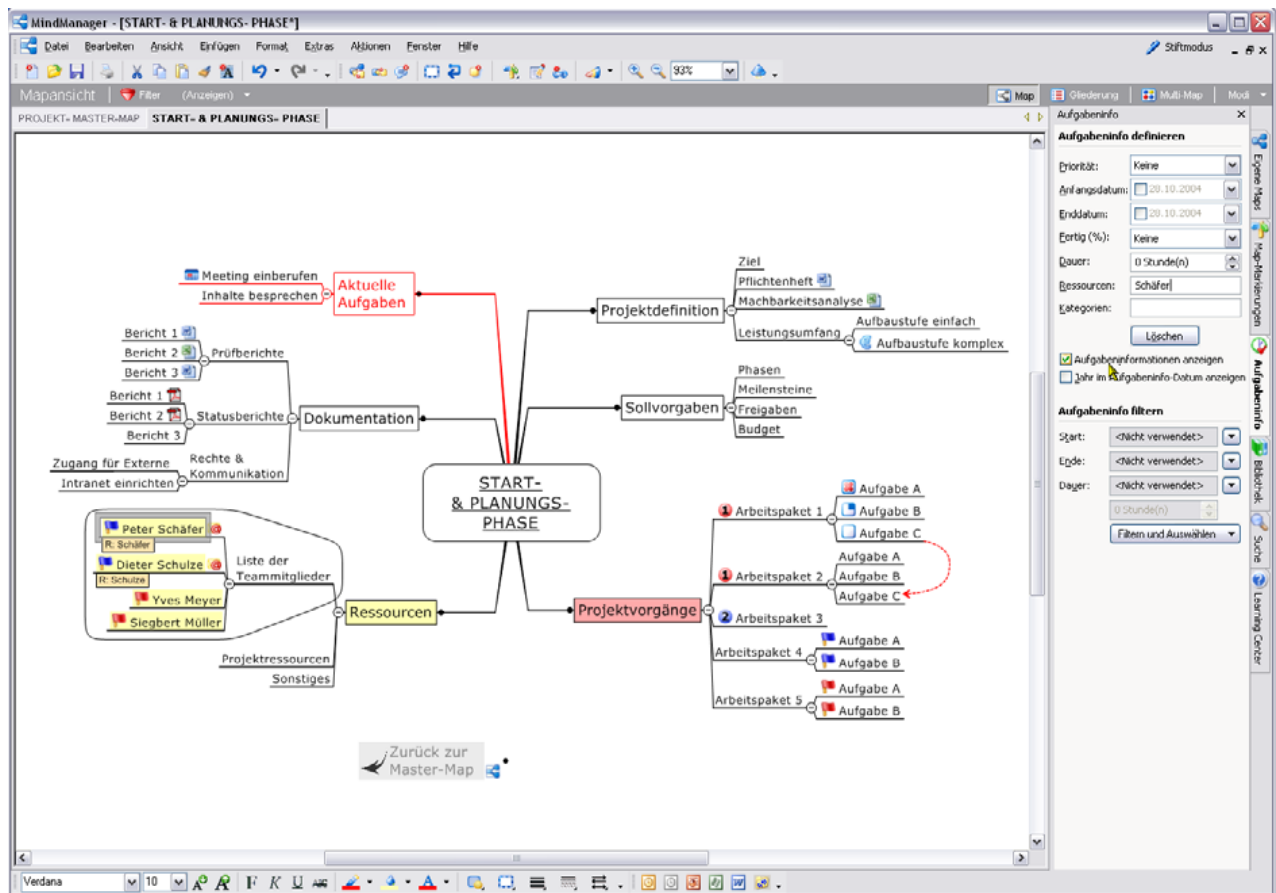 MindManager - [START- & PLANUNGS- PHASE*]
Datei Bearbeiten Ansicht Einfügen Format Extras Aktionen Fenster Hilfe
Stiftmodus
93%
Mapansicht
Filter
(Anzeigen)
Map
Gliederung
Multi-Map
Modi
PROJEKT- MASTER-MAP
START- & PLANUNGS- PHASE
Aktuelle
Aufgaben
Meeting einberufen
Inhalte besprechen
Dokumentation
Prüfberichte
Bericht 1
Bericht 2
Bericht 3
Statusberichte
Bericht 1
Bericht 2
Bericht 3
Rechte &
Kommunikation
Zugang für Externe
Intranet einrichten
Ressourcen
Liste der
Teammitglieder
Peter Schäfer
R: Schäfer
Dieter Schulze
R: Schulze
Yves Meyer
Siegbert Müller
Projektressourcen
Sonstiges
START-
& PLANUNGS-
PHASE
Projektdefinition
Ziel
Pflichtenheft
Machbarkeitsanalyse
Leistungsumfang
Aufbaustufe einfach
Aufbaustufe komplex
Sollvorgaben
Phasen
Meilensteine
Freigaben
Budget
Projektvorgänge
1 Arbeitspaket 1
Aufgabe A
Aufgabe B
Aufgabe C
1 Arbeitspaket 2
Aufgabe A
Aufgabe B
Aufgabe C
2 Arbeitspaket 3
Arbeitspaket 4
Aufgabe A
Aufgabe B
Arbeitspaket 5
Aufgabe A
Aufgabe B
Zurück zur
Master-Map
Aufgabeninfo
Aufgabeninfo definieren
Priorität: Keine
Anfangsdatum: 28.10.2004
Enddatum: 28.10.2004
Fertig (%): Keine
Dauer: 0 Stunde(n)
Ressourcen: Schäfer
Kategorien:
Löschen
Aufgabeninformationen anzeigen
Jahr im Aufgabeninfo-Datum anzeigen
Aufgabeninfo filtern
Start: <Nicht verwendet>
Ende: <Nicht verwendet>
Dauer: <Nicht verwendet>
0 Stunde(n)
Filtern und Auswählen
Eigene Maps
Map-Markierungen
Aufgabeninfo
Bibliothek
Suche
Learning Center
Verdana
10
F K U ABC